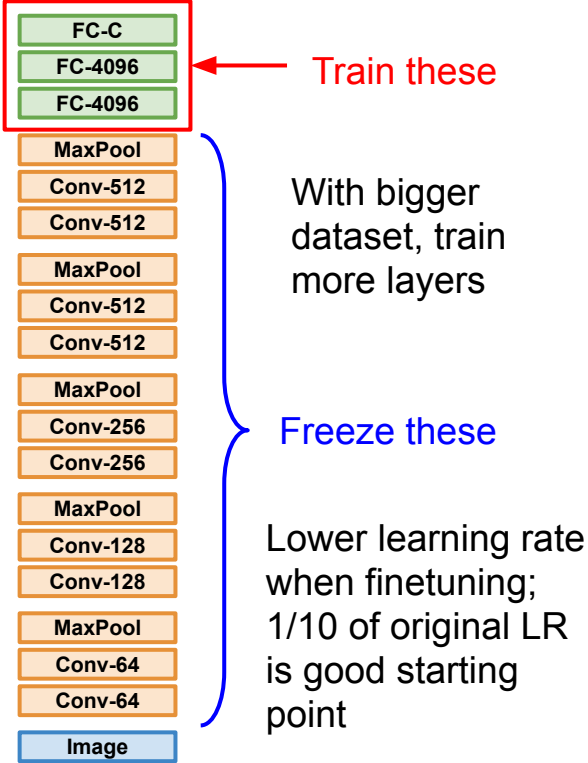 FC-C
FC-4096
FC-4096
Train these
MaxPool
Conv-512
Conv-512
With bigger
dataset, train
more layers
MaxPool
Conv-512
Conv-512
MaxPool
Conv-256
Conv-256
Freeze these
MaxPool
Conv-128
Conv-128
Lower learning rate
when finetuning;
1/10 of original LR
is good starting
point
MaxPool
Conv-64
Conv-64
Image